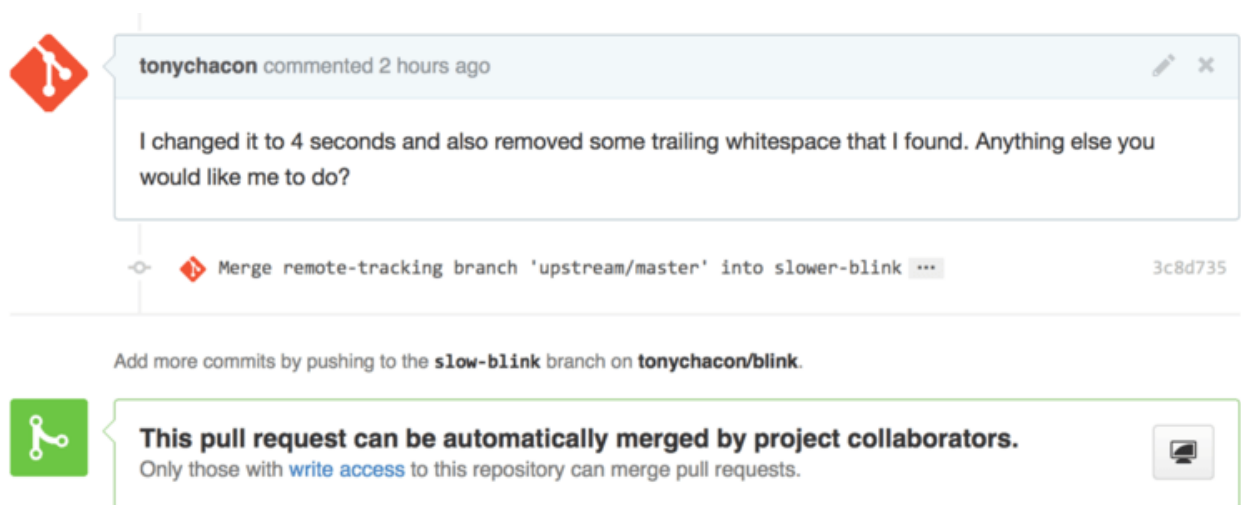 tonychacon commented 2 hours ago
I changed it to 4 seconds and also removed some trailing whitespace that I found. Anything else you
would like me to do?
Merge remote-tracking branch 'upstream/master' into slower-blink ...
3c8d735
Add more commits by pushing to the slow-blink branch on tonychacon/blink.
This pull request can be automatically merged by project collaborators.
Only those with write access to this repository can merge pull requests.